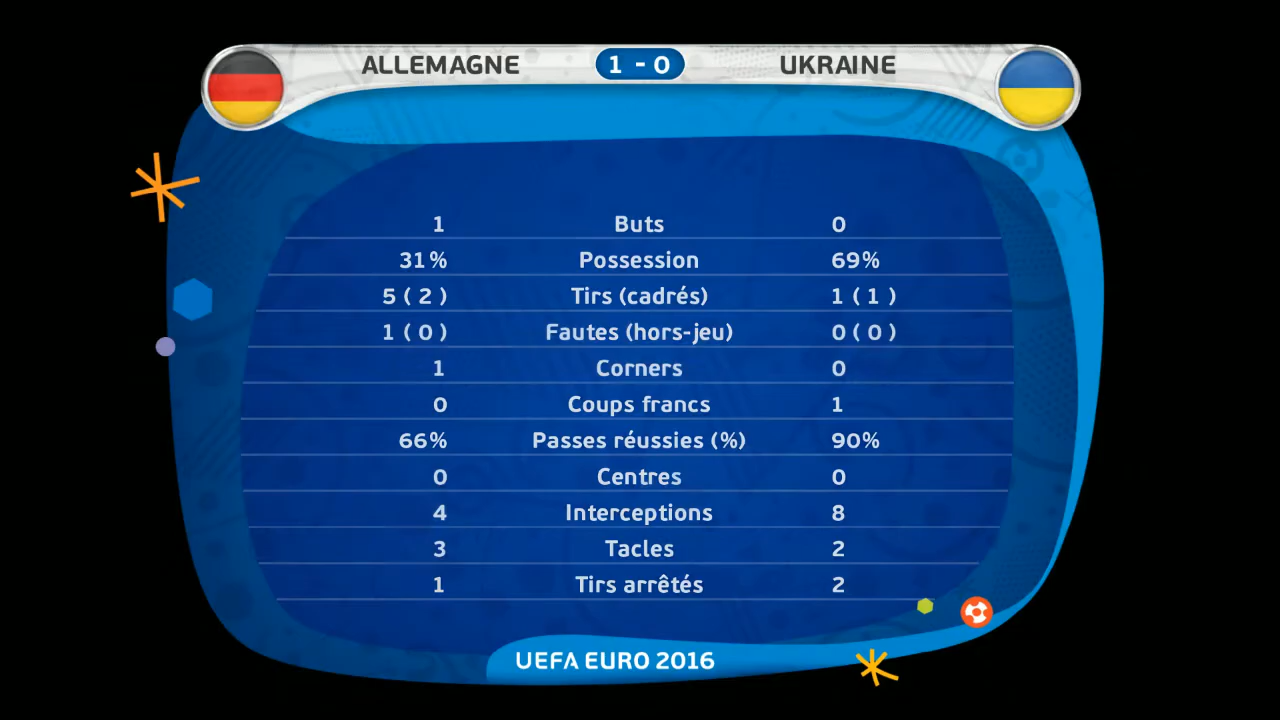 ALLEMAGNE 1 - 0 UKRAINE
1 Buts 0
31% Possession 69%
5 ( 2 ) Tirs (cadrés) 1 ( 1 )
1 ( 0 ) Fautes (hors-jeu) 0 ( 0 )
1 Corners 0
0 Coups francs 1
66% Passes réussies (%) 90%
0 Centres 0
4 Interceptions 8
3 Tacles 2
1 Tirs arrêtés 2
UEFA EURO 2016